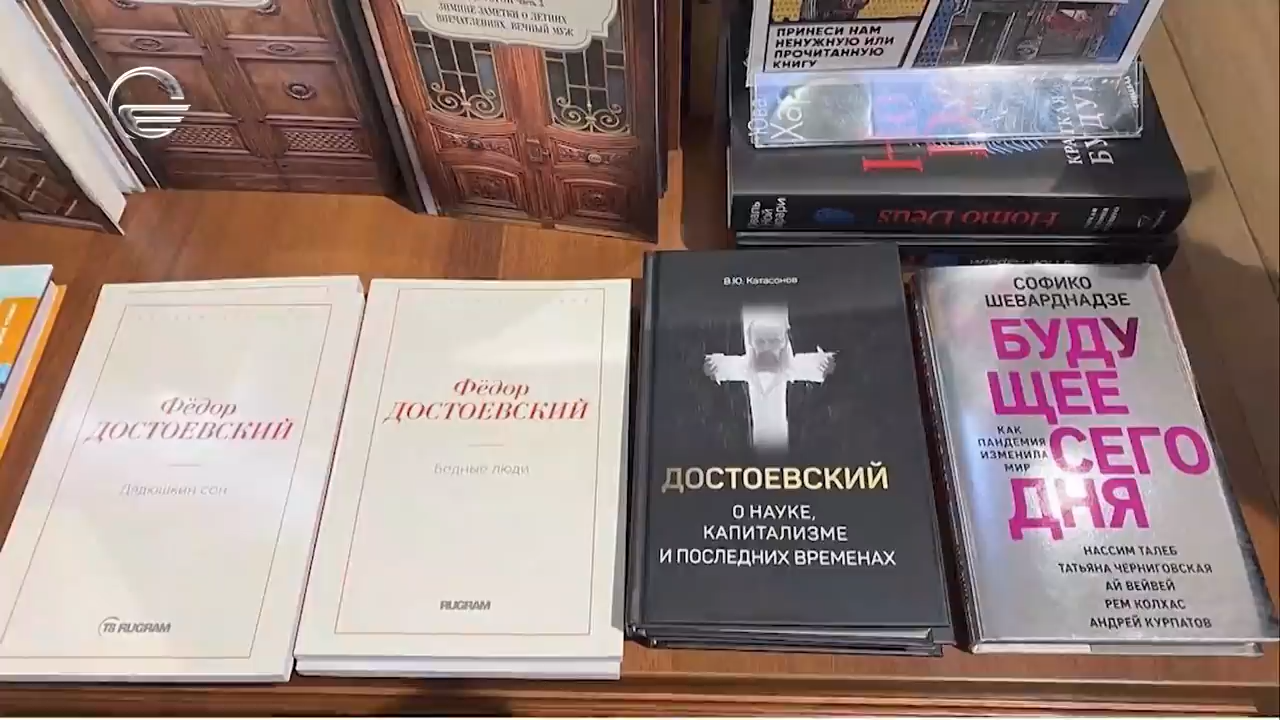 ЗИМНИЕ ЗАМЕТКИ О ЛЕТНИХ
ВПЕЧАТЛЕНИЯХ. ВЕЧНЫЙ МУЖ
ПРИНЕСИ НАМ
НЕНУЖНУЮ ИЛИ
ПРОЧИТАННУЮ
КНИГУ
Homo Deus
Фёдор
ДОСТОЕВСКИЙ
Дядюшкин сон
T8 RUGRAM
Фёдор
ДОСТОЕВСКИЙ
Бедные люди
RUGRAM
В.Ю. Катасонов
ДОСТОЕВСКИЙ
О НАУКЕ,
КАПИТАЛИЗМЕ
И ПОСЛЕДНИХ ВРЕМЕНАХ
СОФИКО
ШЕВАРДНАДЗЕ
БУДУ
ЩЕЕ
СЕГО
ДНЯ
КАК
ПАНДЕМИЯ
ИЗМЕНИЛА
МИР
НАССИМ ТАЛЕБ
ТАТЬЯНА ЧЕРНИГОВСКАЯ
АЙ ВЕЙВЕЙ
РЕМ КОЛХАС
АНДРЕЙ КУРПАТОВ